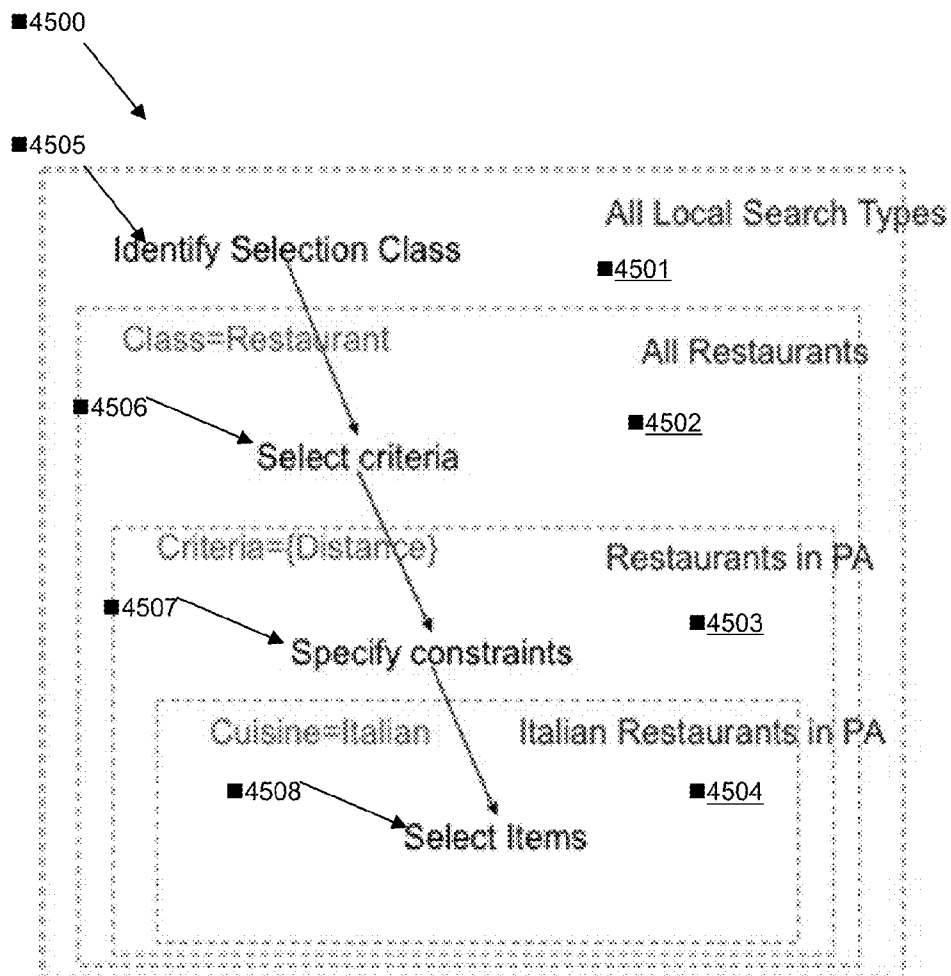 4500
4505
All Local Search Types
Identify Selection Class
4501
Class=Restaurant
All Restaurants
4506
4502
Select criteria
Criteria={Distance}
Restaurants in PA
4507
4503
Specify constraints
Cuisine=Italian
Italian Restaurants in PA
4508
4504
Select Items